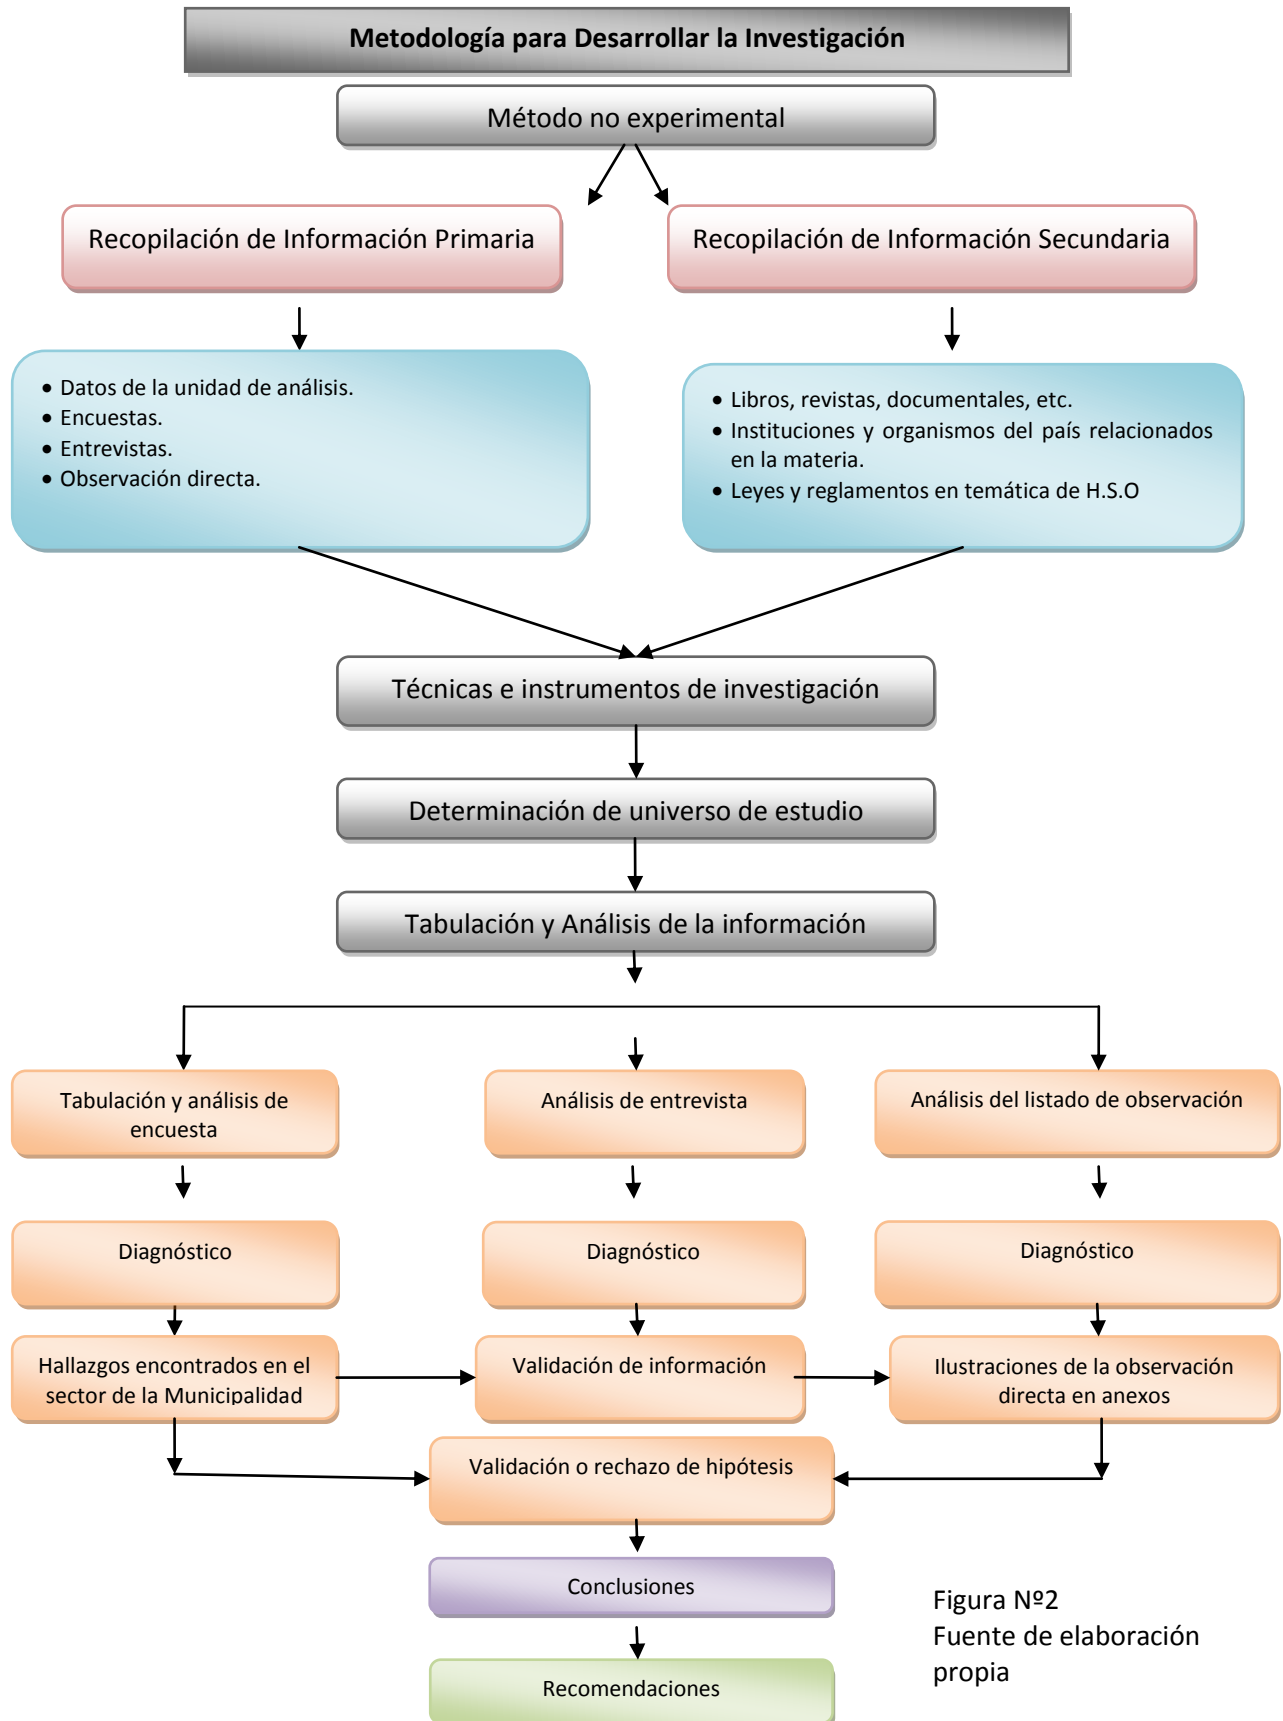 Metodología para Desarrollar la Investigación
Método no experimental
Recopilación de Información Primaria
Recopilación de Información Secundaria
• Datos de la unidad de análisis.
• Encuestas.
• Entrevistas.
• Observación directa.
• Libros, revistas, documentales, etc.
• Instituciones y organismos del país relacionados
en la materia.
• Leyes y reglamentos en temática de H.S.O
Técnicas e instrumentos de investigación
Determinación de universo de estudio
Tabulación y Análisis de la información
Tabulación y análisis de
encuesta
Análisis de entrevista
Análisis del listado de observación
Diagnóstico
Diagnóstico
Diagnóstico
Hallazgos encontrados en el
sector de la Municipalidad
Validación de información
Ilustraciones de la observación
directa en anexos
Validación o rechazo de hipótesis
Conclusiones
Recomendaciones
Figura Nº2
Fuente de elaboración
propia